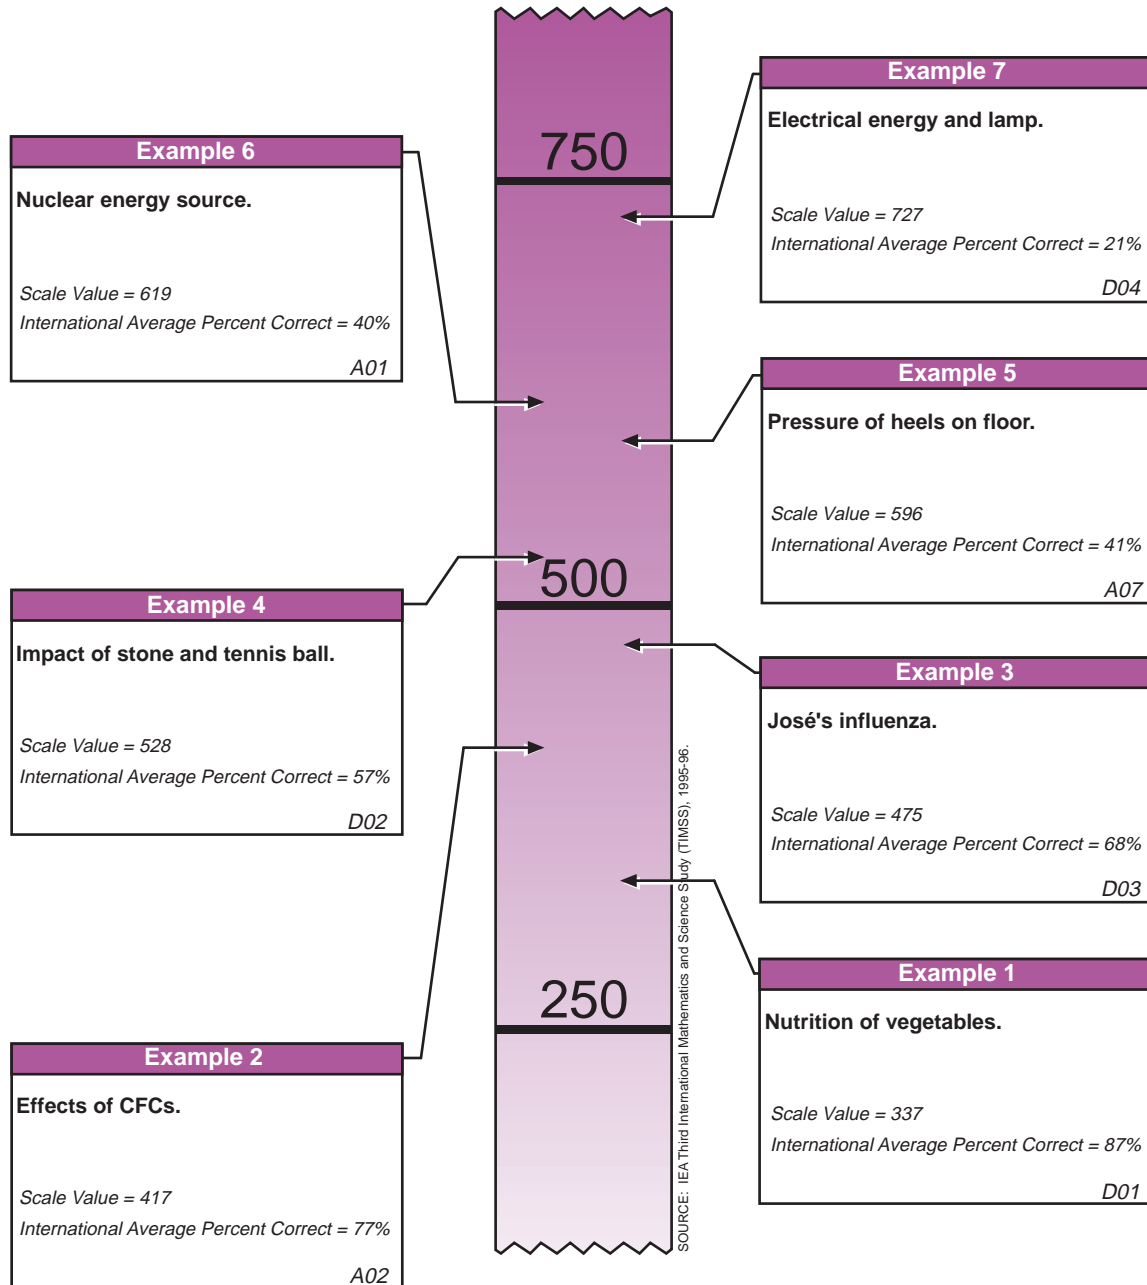 Example 7
Electrical energy and lamp.
Scale Value = 727
International Average Percent Correct = 21%
D04
750
Example 6
Nuclear energy source.
Scale Value = 619
International Average Percent Correct = 40%
A01
Example 5
Pressure of heels on floor.
Scale Value = 596
International Average Percent Correct = 41%
A07
500
Example 4
Impact of stone and tennis ball.
Scale Value = 528
International Average Percent Correct = 57%
D02
Example 3
José's influenza.
Scale Value = 475
International Average Percent Correct = 68%
D03
250
Example 2
Effects of CFCs.
Scale Value = 417
International Average Percent Correct = 77%
A02
Example 1
Nutrition of vegetables.
Scale Value = 337
International Average Percent Correct = 87%
D01
SOURCE: IEA Third International Mathematics and Science Study (TIMSS), 1995-96.